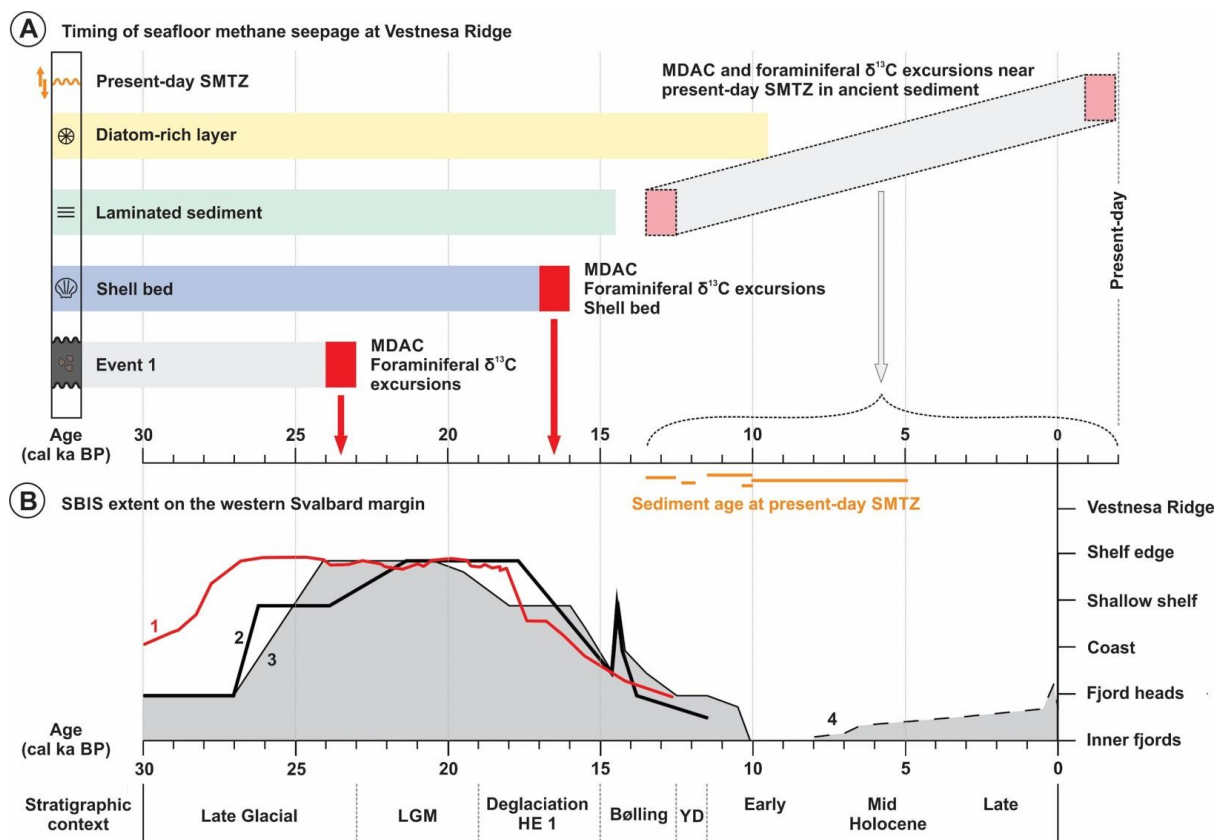 A Timing of seafloor methane seepage at Vestnesa Ridge
Present-day SMTZ
MDAC and foraminiferal δ¹³C excursions near
present-day SMTZ in ancient sediment
Diatom-rich layer
Laminated sediment
Shell bed
MDAC
Foraminiferal δ¹³C excursions
Shell bed
Event 1
MDAC
Foraminiferal δ¹³C
excursions
Present-day
Age
(cal ka BP)
30 25 20 15 10 5 0
B SBIS extent on the western Svalbard margin
Sediment age at present-day SMTZ
Vestnesa Ridge
Shelf edge
Shallow shelf
Coast
Fjord heads
Inner fjords
1
2
3
4
Age
(cal ka BP)
30 25 20 15 10 5 0
Stratigraphic
context
Late Glacial
LGM
Deglaciation
HE 1
Bølling
YD
Early
Mid
Holocene
Late